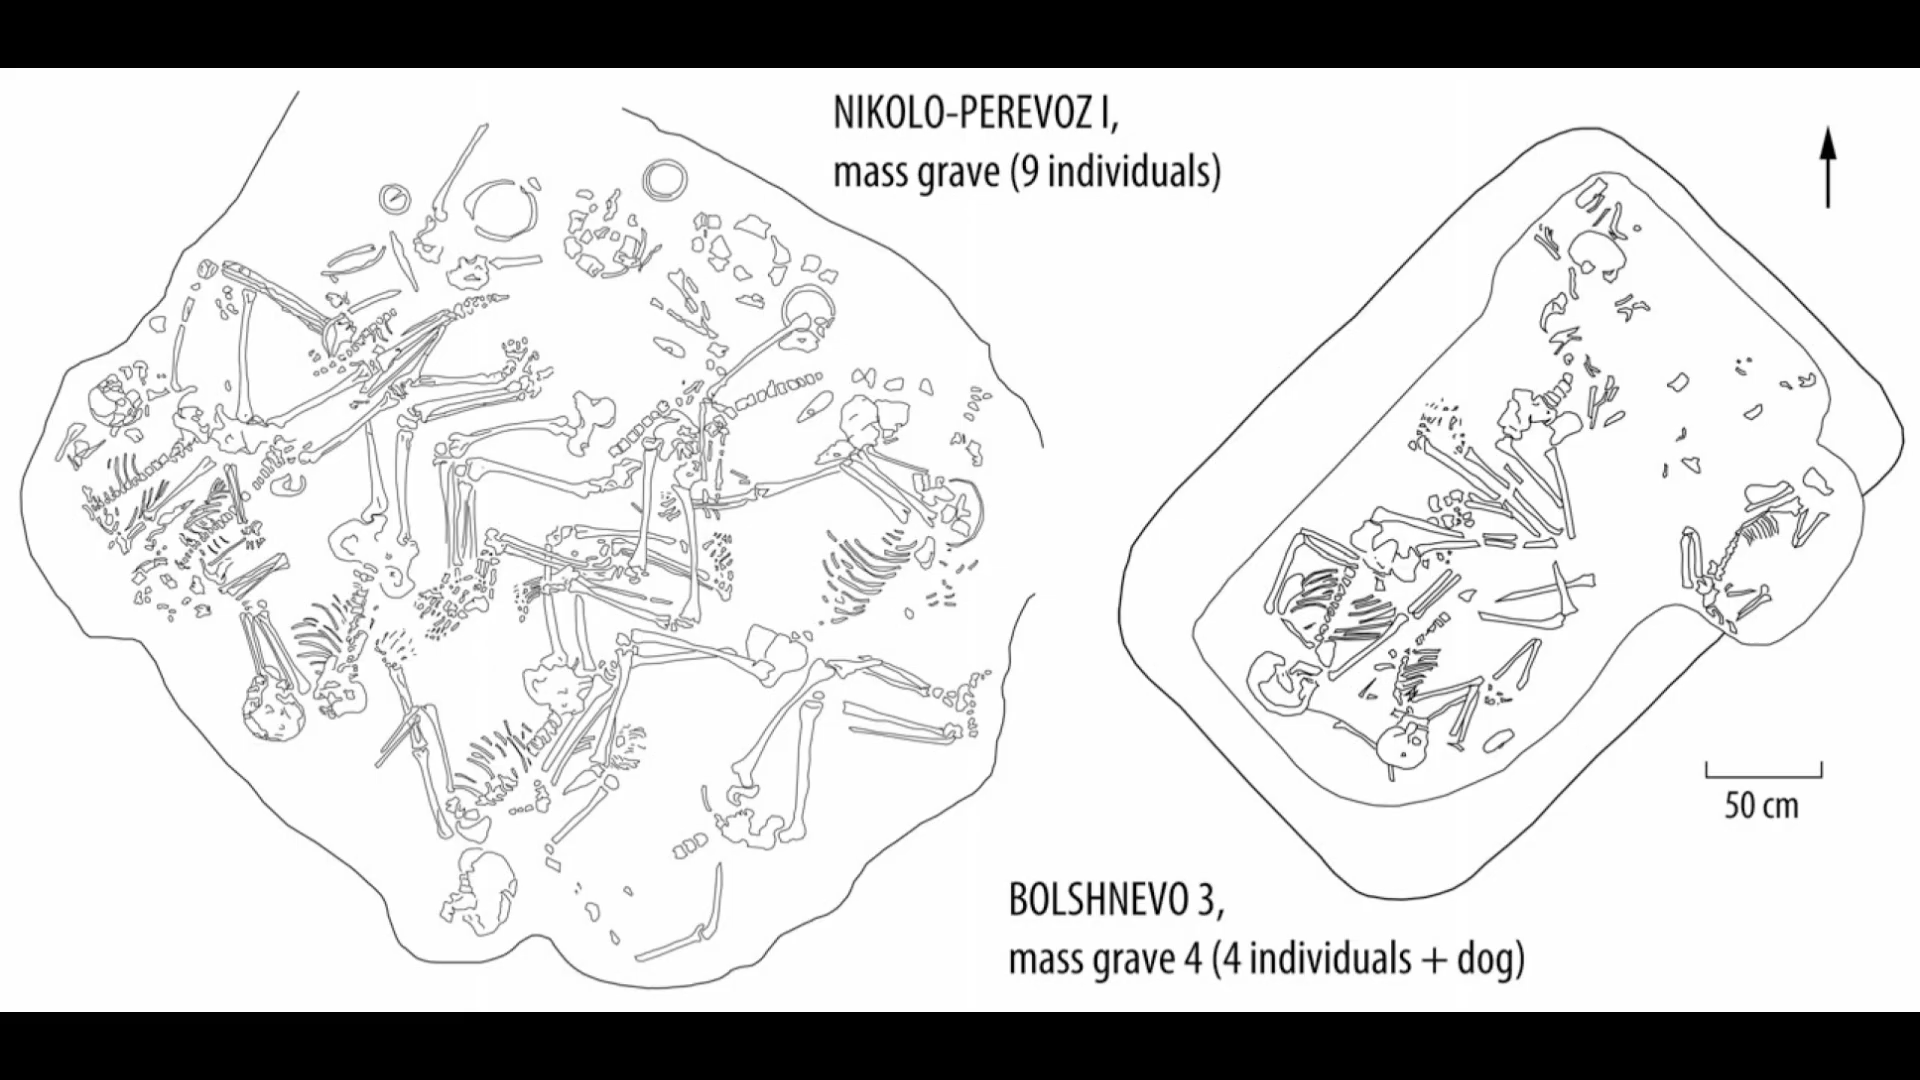 NIKOLO-PEREVOZ I,
mass grave (9 individuals)
50 cm
BOLSHNEVO 3,
mass grave 4 (4 individuals + dog)